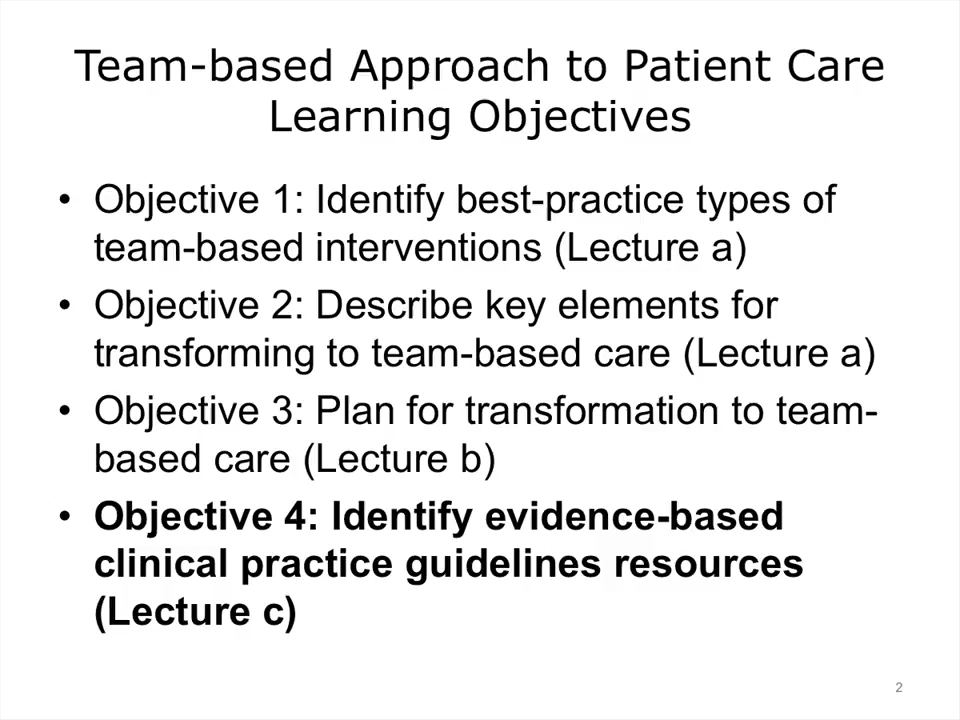 Team-based Approach to Patient Care
Learning Objectives
• Objective 1: Identify best-practice types of
team-based interventions (Lecture a)
• Objective 2: Describe key elements for
transforming to team-based care (Lecture a)
• Objective 3: Plan for transformation to team-
based care (Lecture b)
• Objective 4: Identify evidence-based
clinical practice guidelines resources
(Lecture c)
2